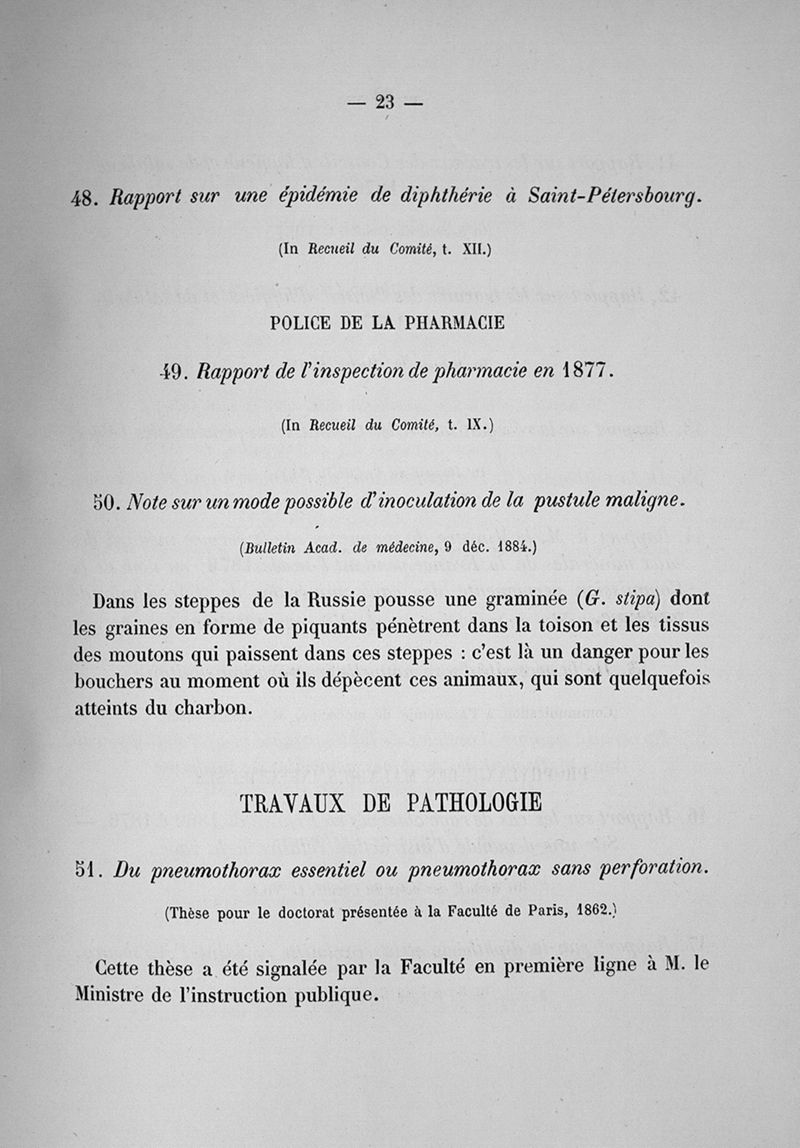 — 23 —
48. Rapport sur une épidémie de diphthérie à Saint-Pétersbourg.
(In Recueil du Comité, t. XII.)
POLICE DE LA PHARMACIE
49. Rapport de l'inspection de pharmacie en 1877.
(In Recueil du Comité, t. IX.)
50. Note sur un mode possible d'inoculation de la pustule maligne.
(Bulletin Acad. de médecine, 9 déc. 1884.)
Dans les steppes de la Russie pousse une graminée (G. stipa) dont
les graines en forme de piquants pénètrent dans la toison et les tissus
des moutons qui paissent dans ces steppes : c'est là un danger pour les
bouchers au moment où ils dépècent ces animaux, qui sont quelquefois
atteints du charbon.
TRAVAUX DE PATHOLOGIE
51. Du pneumothorax essentiel ou pneumothorax sans perforation.
(Thèse pour le doctorat présentée à la Faculté de Paris, 1862.)
Cette thèse a été signalée par la Faculté en première ligne à M. le
Ministre de l'instruction publique.